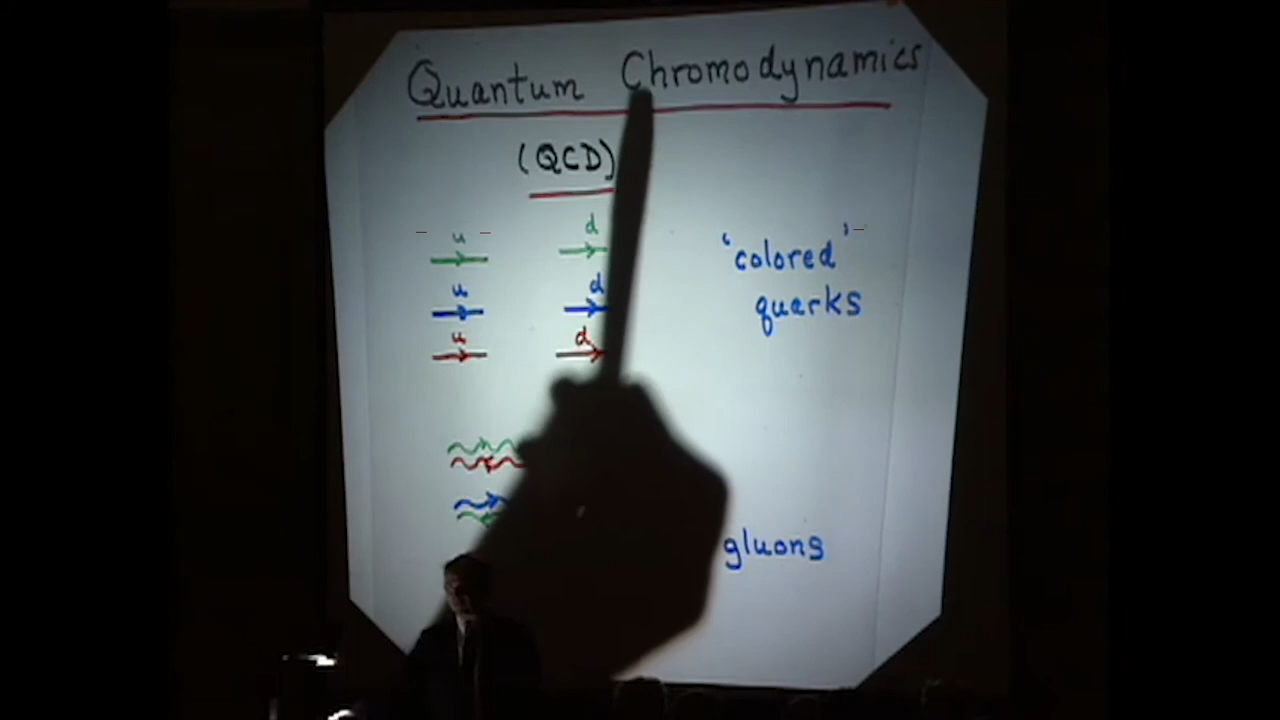 Quantum Chromodynamics
(QCD)
u d
u d
u d
'colored'
quarks
gluons